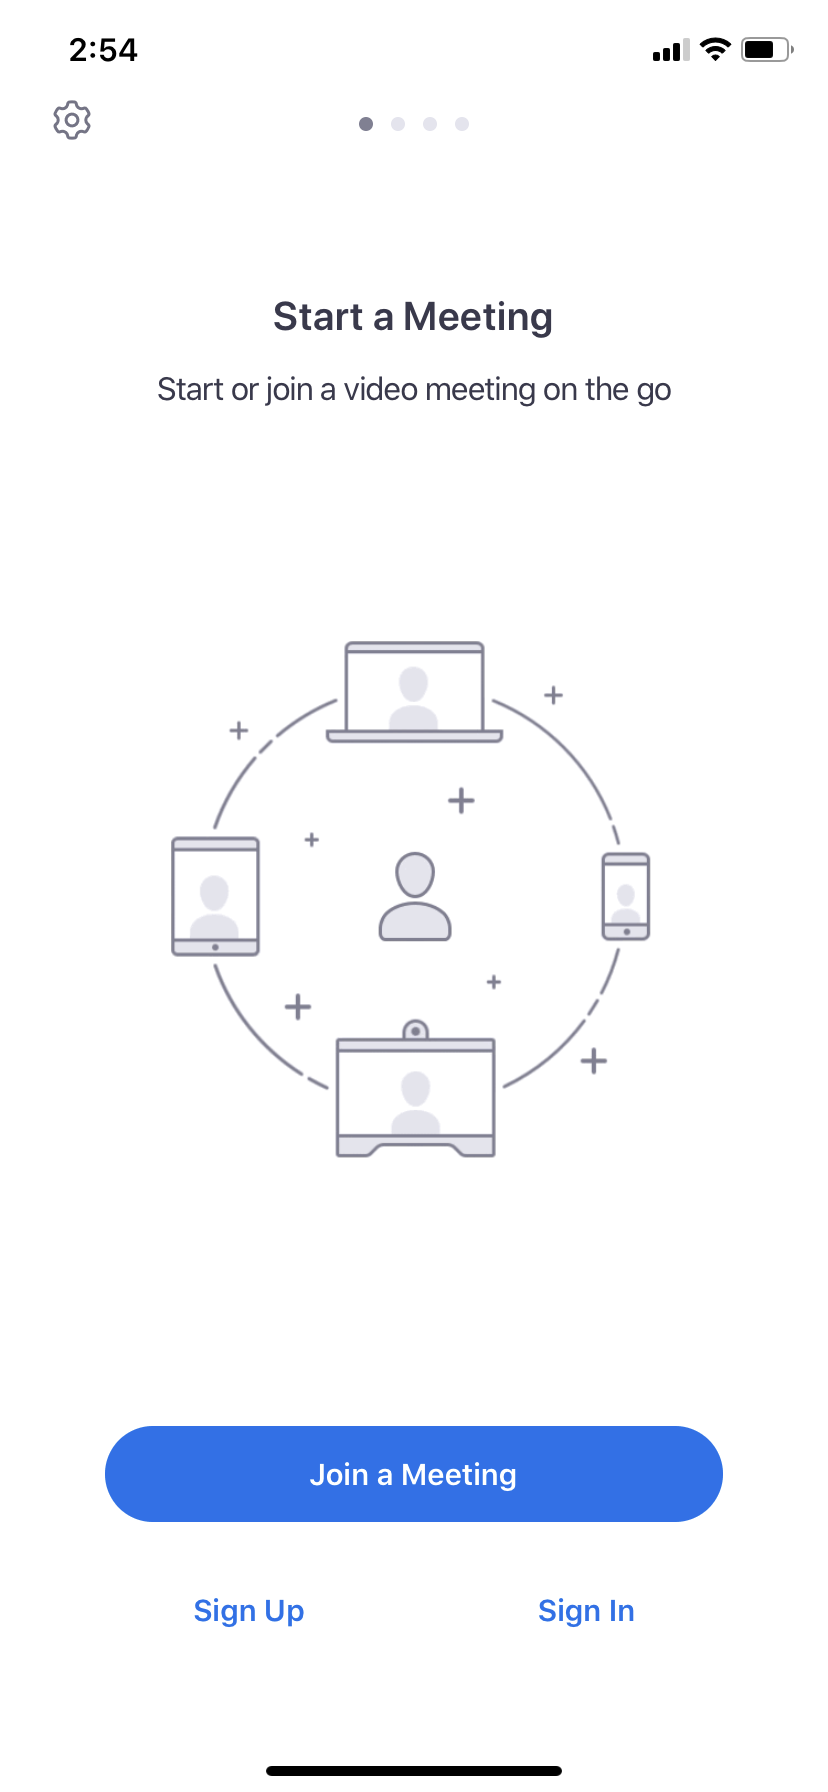 2:54
Start a Meeting
Start or join a video meeting on the go
Join a Meeting
Sign Up
Sign In